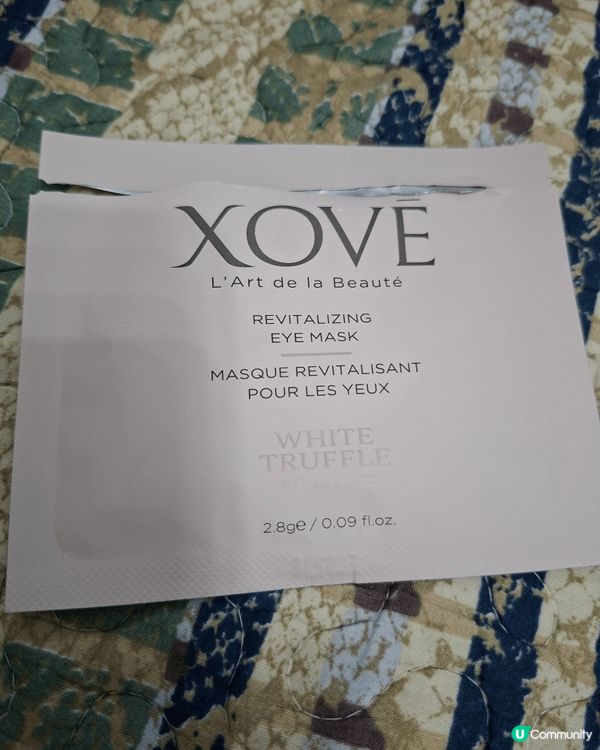 XOVĒ
L'Art de la Beauté
REVITALIZING
EYE MASK
MASQUE REVITALISANT
POUR LES YEUX
WHITE
TRUFFLE
2.8g℮ / 0.09 fl.oz.
U Community